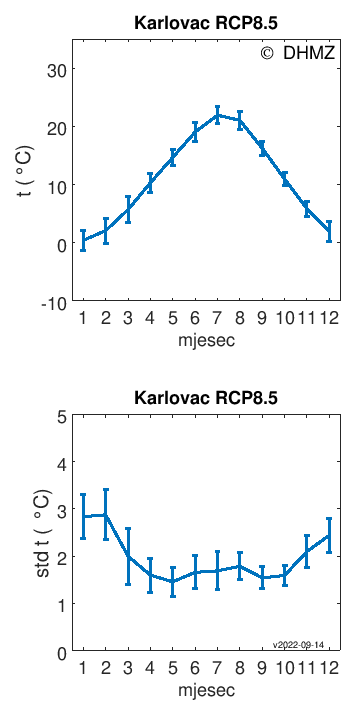 Karlovac RCP8.5
© DHMZ
30
20
10
0
-10
t ( °C)
1 2 3 4 5 6 7 8 9 10 11 12
mjesec
Karlovac RCP8.5
5
4
3
2
1
0
std t ( °C)
v2022-09-14
1 2 3 4 5 6 7 8 9 10 11 12
mjesec